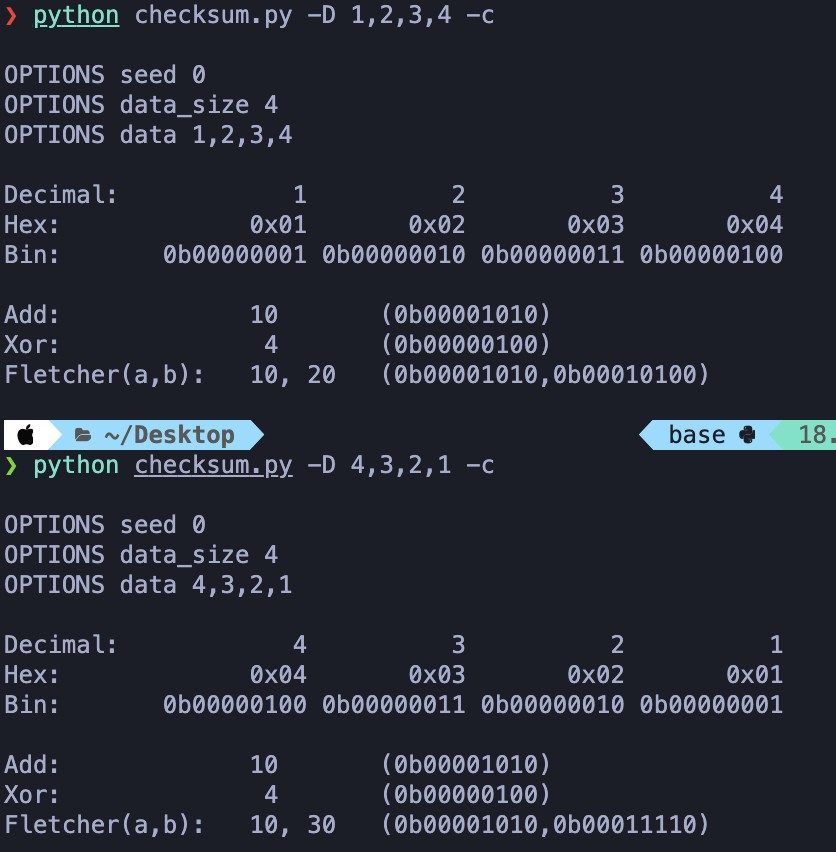 ❯ python checksum.py -D 1,2,3,4 -c
OPTIONS seed 0
OPTIONS data_size 4
OPTIONS data 1,2,3,4
Decimal:          1          2          3          4
Hex:           0x01       0x02       0x03       0x04
Bin:       0b00000001 0b00000010 0b00000011 0b00000100
Add:             10       (0b00001010)
Xor:              4       (0b00000100)
Fletcher(a,b):   10, 20   (0b00001010,0b00010100)
~/Desktop base 18.
❯ python checksum.py -D 4,3,2,1 -c
OPTIONS seed 0
OPTIONS data_size 4
OPTIONS data 4,3,2,1
Decimal:          4          3          2          1
Hex:           0x04       0x03       0x02       0x01
Bin:       0b00000100 0b00000011 0b00000010 0b00000001
Add:             10       (0b00001010)
Xor:              4       (0b00000100)
Fletcher(a,b):   10, 30   (0b00001010,0b00011110)